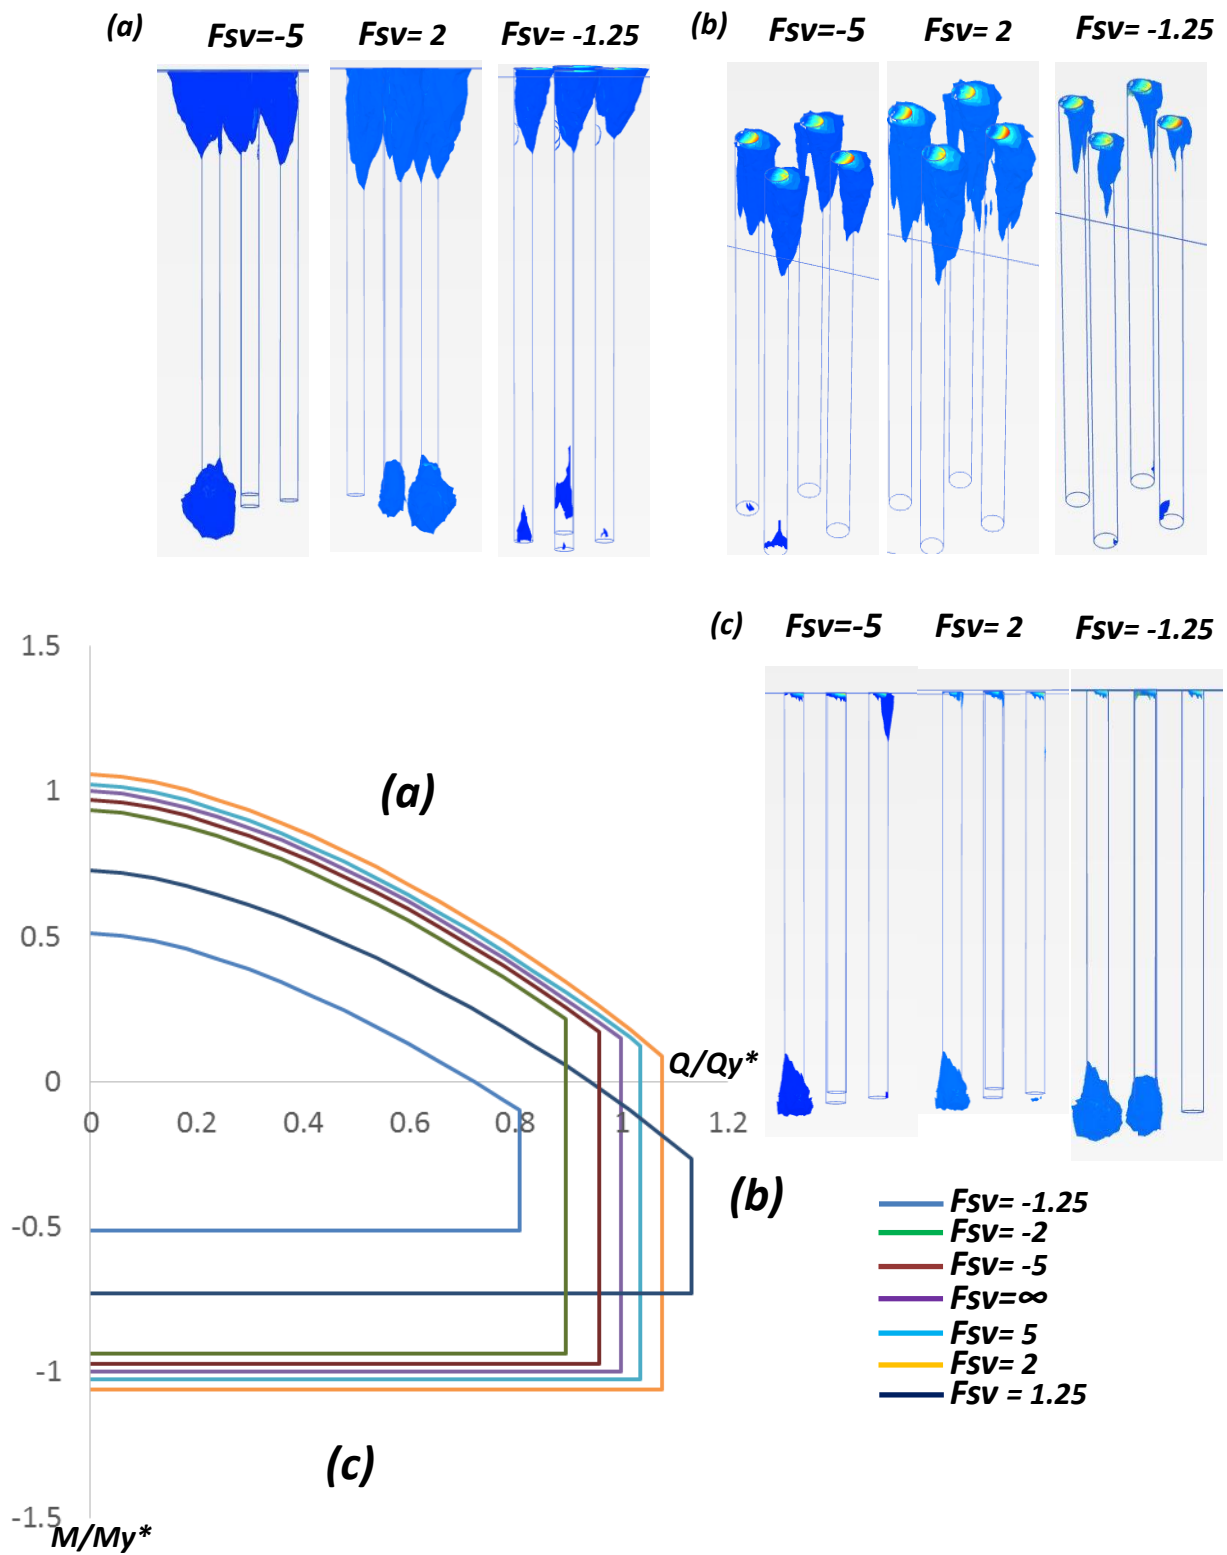 (a) Fsv=-5 Fsv= 2 Fsv= -1.25
(b) Fsv=-5 Fsv= 2 Fsv= -1.25
(c) Fsv=-5 Fsv= 2 Fsv= -1.25
1.5
1
0.5
0
-0.5
-1
-1.5
(a)
Q/Qy*
0 0.2 0.4 0.6 0.8 1 1.2
(b)
(c)
M/My*
Fsv= -1.25
Fsv= -2
Fsv= -5
Fsv=∞
Fsv= 5
Fsv= 2
Fsv = 1.25